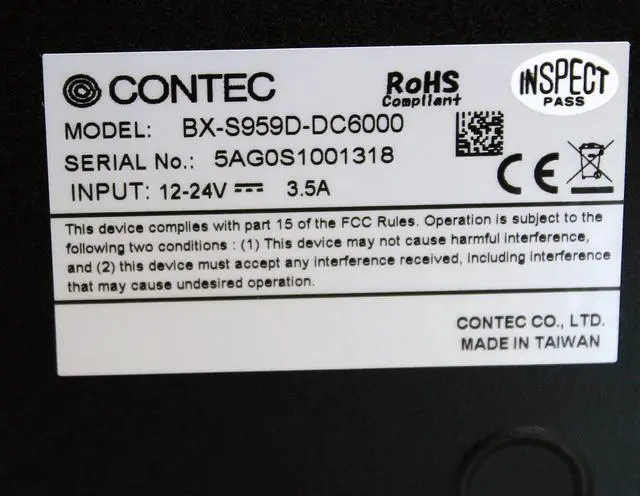 CONTEC
RoHS
Compliant
INSPECT
PASS
MODEL: BX-S959D-DC6000
SERIAL No.: 5AG0S1001318
CE
INPUT: 12-24V 3.5A
This device complies with part 15 of the FCC Rules. Operation is subject to the
following two conditions : (1) This device may not cause harmful interference,
and (2) this device must accept any interference received, including interference
that may cause undesired operation.
CONTEC CO., LTD.
MADE IN TAIWAN